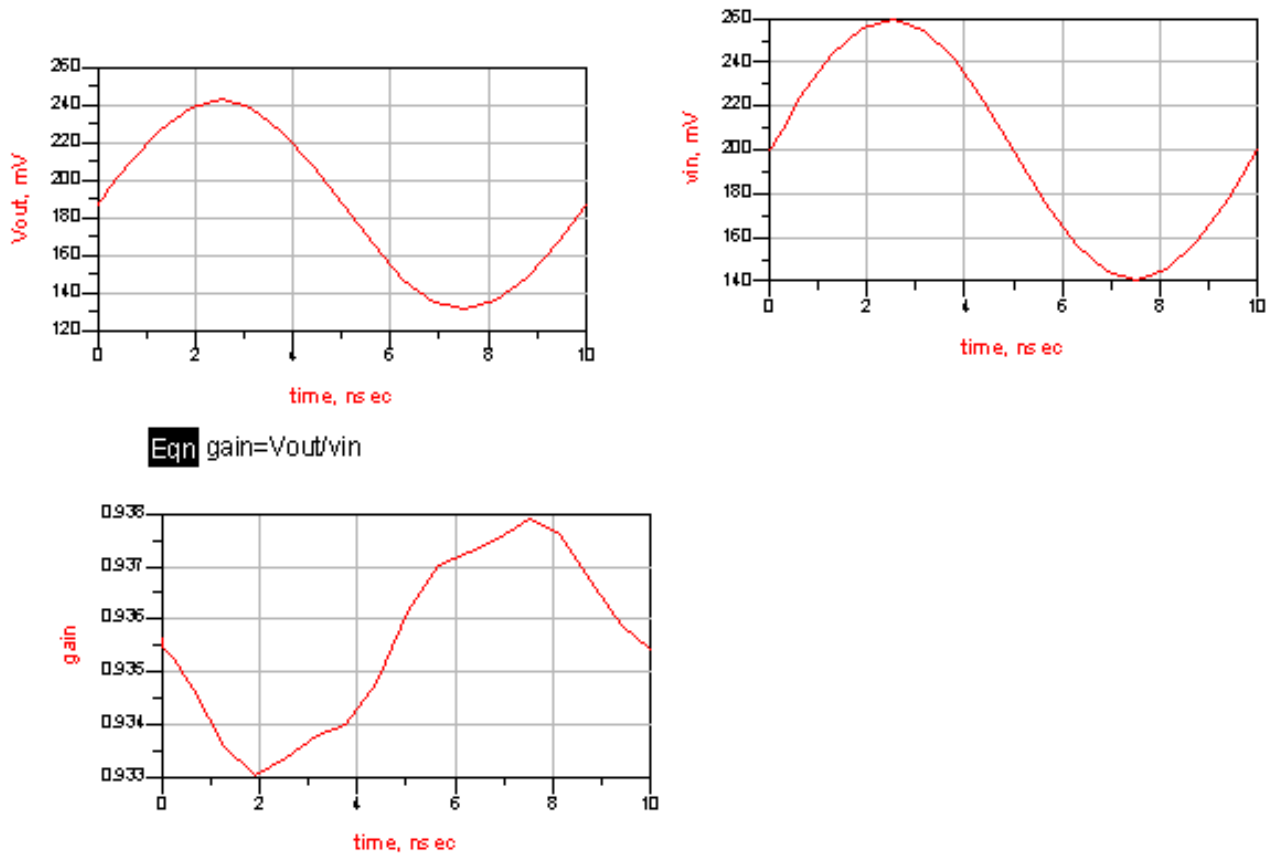 260
240
220
200
180
160
140
120
Vout, mV
0 2 4 6 8 10
time, nsec
260
240
220
200
180
160
140
vin, mV
0 2 4 6 8 10
time, nsec
Eqn gain=Vout/vin
0.938
0.937
0.936
0.935
0.934
0.933
gain
0 2 4 6 8 10
time, nsec